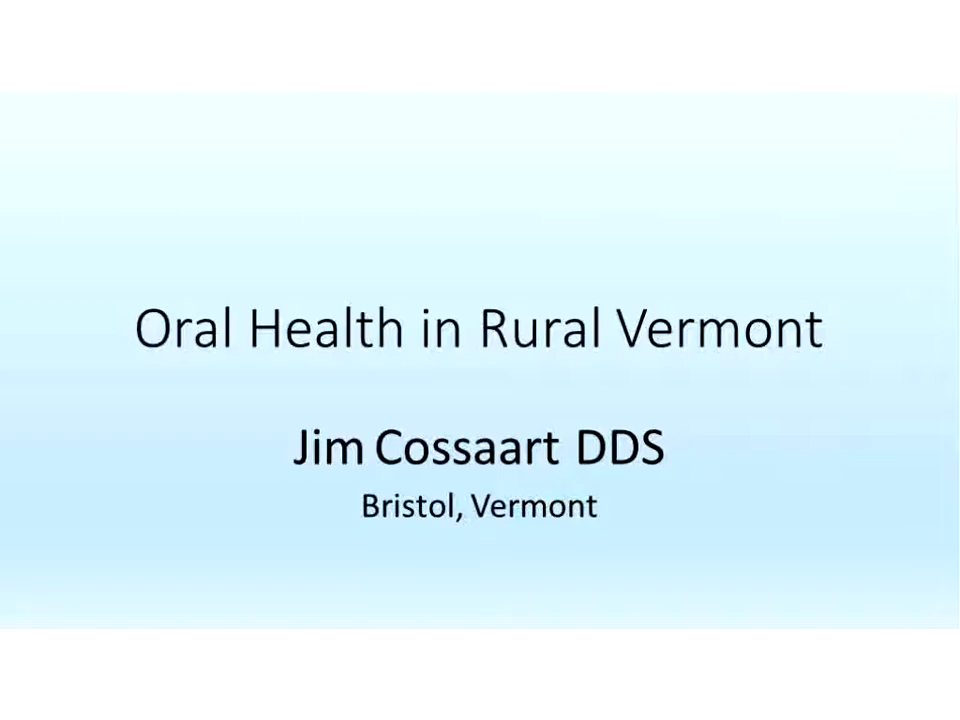 Oral Health in Rural Vermont
Jim Cossaart DDS
Bristol, Vermont